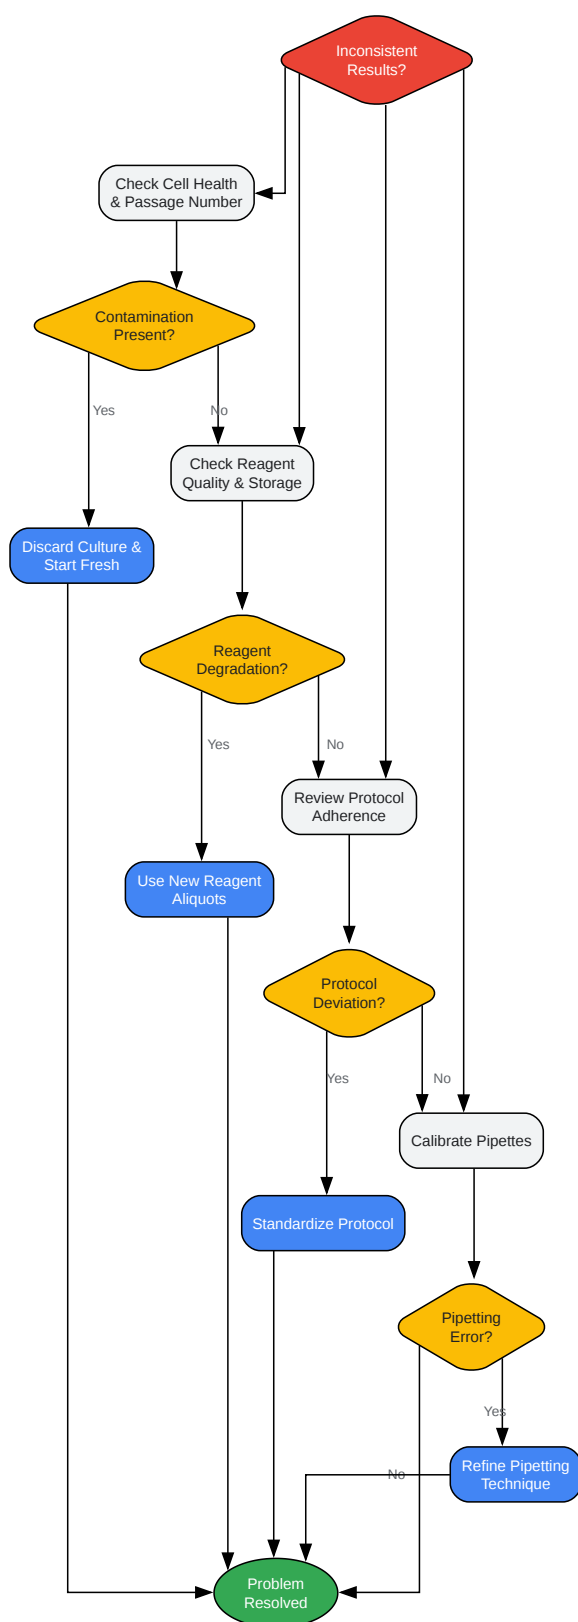 Inconsistent
Results?
Check Cell Health
& Passage Number
Contamination
Present?
Yes
No
Check Reagent
Quality & Storage
Discard Culture &
Start Fresh
Reagent
Degradation?
Yes
No
Review Protocol
Adherence
Use New Reagent
Aliquots
Protocol
Deviation?
Yes
No
Calibrate Pipettes
Standardize Protocol
Pipetting
Error?
Yes
Refine Pipetting
Technique
No
Problem
Resolved